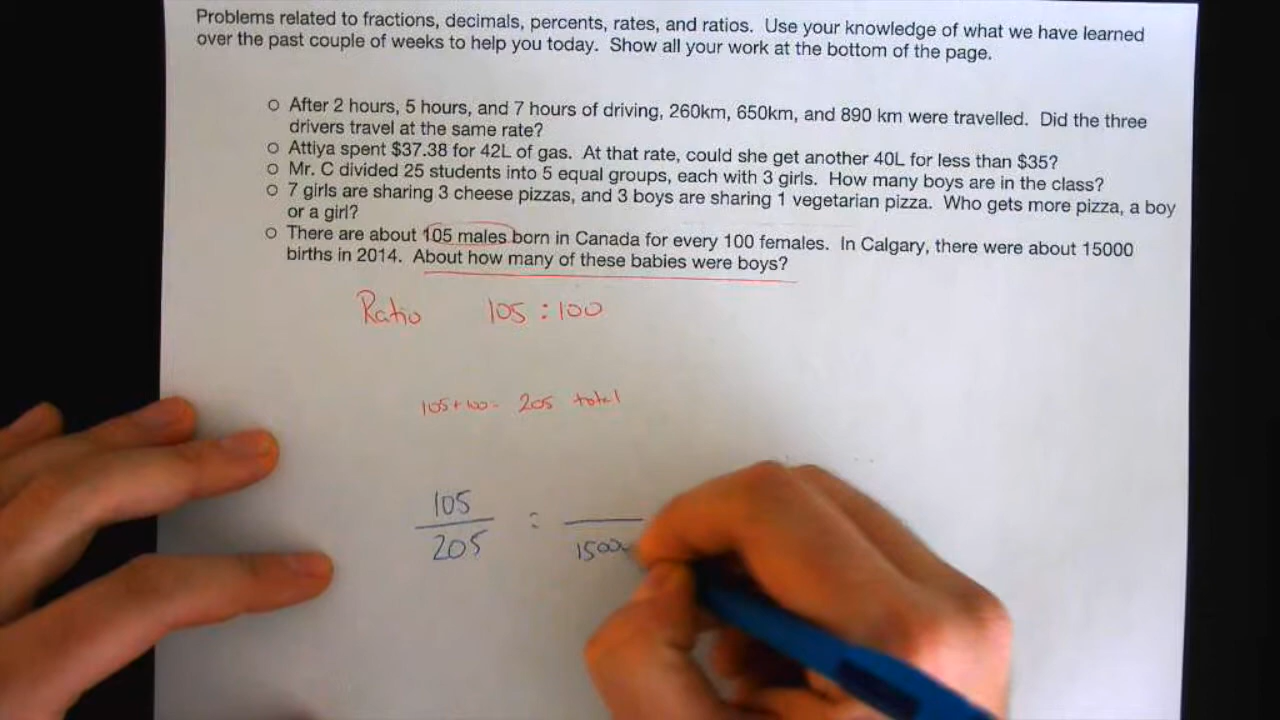 Problems related to fractions, decimals, percents, rates, and ratios. Use your knowledge of what we have learned
over the past couple of weeks to help you today. Show all your work at the bottom of the page.
O After 2 hours, 5 hours, and 7 hours of driving, 260km, 650km, and 890 km were travelled. Did the three
drivers travel at the same rate?
O Attiya spent $37.38 for 42L of gas. At that rate, could she get another 40L for less than $35?
O Mr. C divided 25 students into 5 equal groups, each with 3 girls. How many boys are in the class?
O 7 girls are sharing 3 cheese pizzas, and 3 boys are sharing 1 vegetarian pizza. Who gets more pizza, a boy
or a girl?
O There are about 105 males born in Canada for every 100 females. In Calgary, there were about 15000
births in 2014. About how many of these babies were boys?
Ratio 105 : 100
105+100= 205 total
105
205
=